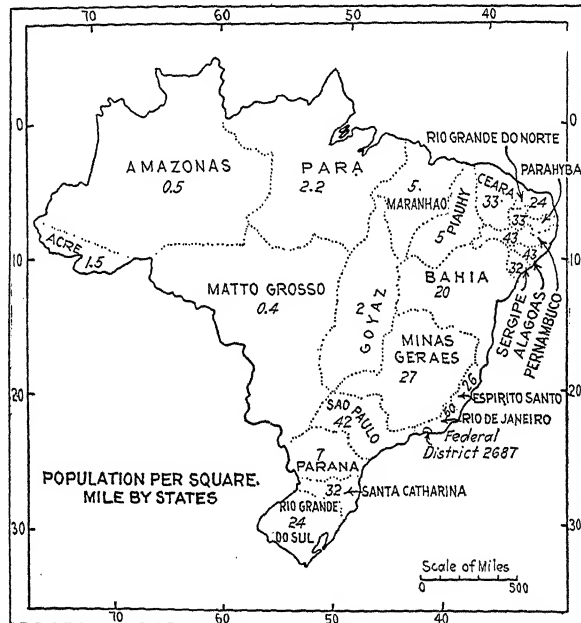 70 60 50 40
0 0
RIO GRANDE DO NORTE
PARAHYBA
AMAZONAS
0.5
PARA
2.2
5.
MARANHAO
5
PIAUHY
CEARA
33
24
33
43
43
32
ACRE
1.5
10 10
MATTO GROSSO
0.4
2
GOYAZ
BAHIA
20
SERGIPE
ALAGOAS
PERNAMBUCO
MINAS
GERAES
27
26
20 20
ESPIRITO SANTO
RIO DE JANEIRO
Federal
District 2687
SAO PAULO
42
7
PARANA
POPULATION PER SQUARE.
MILE BY STATES
32
SANTA CATHARINA
RIO GRANDE
24
DO SUL
30 30
Scale of Miles
0 500
70 60 50 40